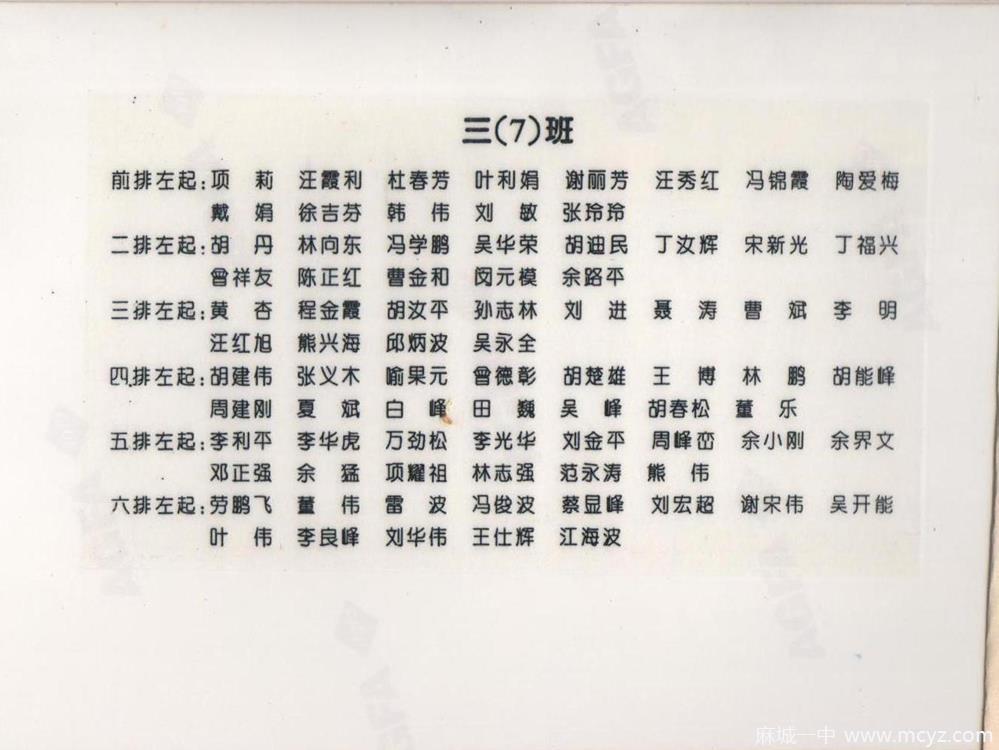 三(7)班
前排左起:项 莉 汪霞利 杜春芳 叶利娟 谢丽芳 汪秀红 冯锦霞 陶爱梅
戴 娟 徐吉芬 韩 伟 刘 敏 张玲玲
二排左起:胡 丹 林向东 冯学鹏 吴华荣 胡迪民 丁汝辉 宋新光 丁福兴
曾祥友 陈正红 曹金和 闵元模 余路平
三排左起:黄 杏 程金霞 胡汝平 孙志林 刘 进 聂 涛 曹 斌 李 明
汪红旭 熊兴海 邱炳波 吴永全
四排左起:胡建伟 张义木 喻果元 曾德彰 胡楚雄 王 博 林 鹏 胡能峰
周建刚 夏 斌 白 峰 田 巍 吴 峰 胡春松 董 乐
五排左起:李利平 李华虎 万劲松 李光华 刘金平 周峰峦 余小刚 余界文
邓正强 余 猛 项耀祖 林志强 范永涛 熊 伟
六排左起:劳鹏飞 董 伟 雷 波 冯俊波 蔡显峰 刘宏超 谢宋伟 吴开能
叶 伟 李良峰 刘华伟 王仕辉 江海波
麻城一中 www.mcyz.com